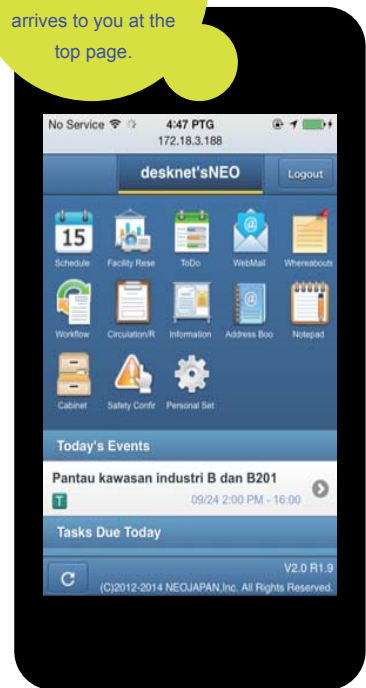 arrives to you at the
top page.
No Service 4:47 PTG
172.18.3.188
desknet'sNEO Logout
15
Schedule Facility Rese ToDo WebMail Whereabouts
Workflow Circulation/R Information Address Boo Notepad
Cabinet Safety Confir Personal Set
Today's Events
Pantau kawasan industri B dan B201
T 09/24 2:00 PM - 16:00
Tasks Due Today
V2.0 R1.9
(C)2012-2014 NEOJAPAN,Inc. All Rights Reserved.